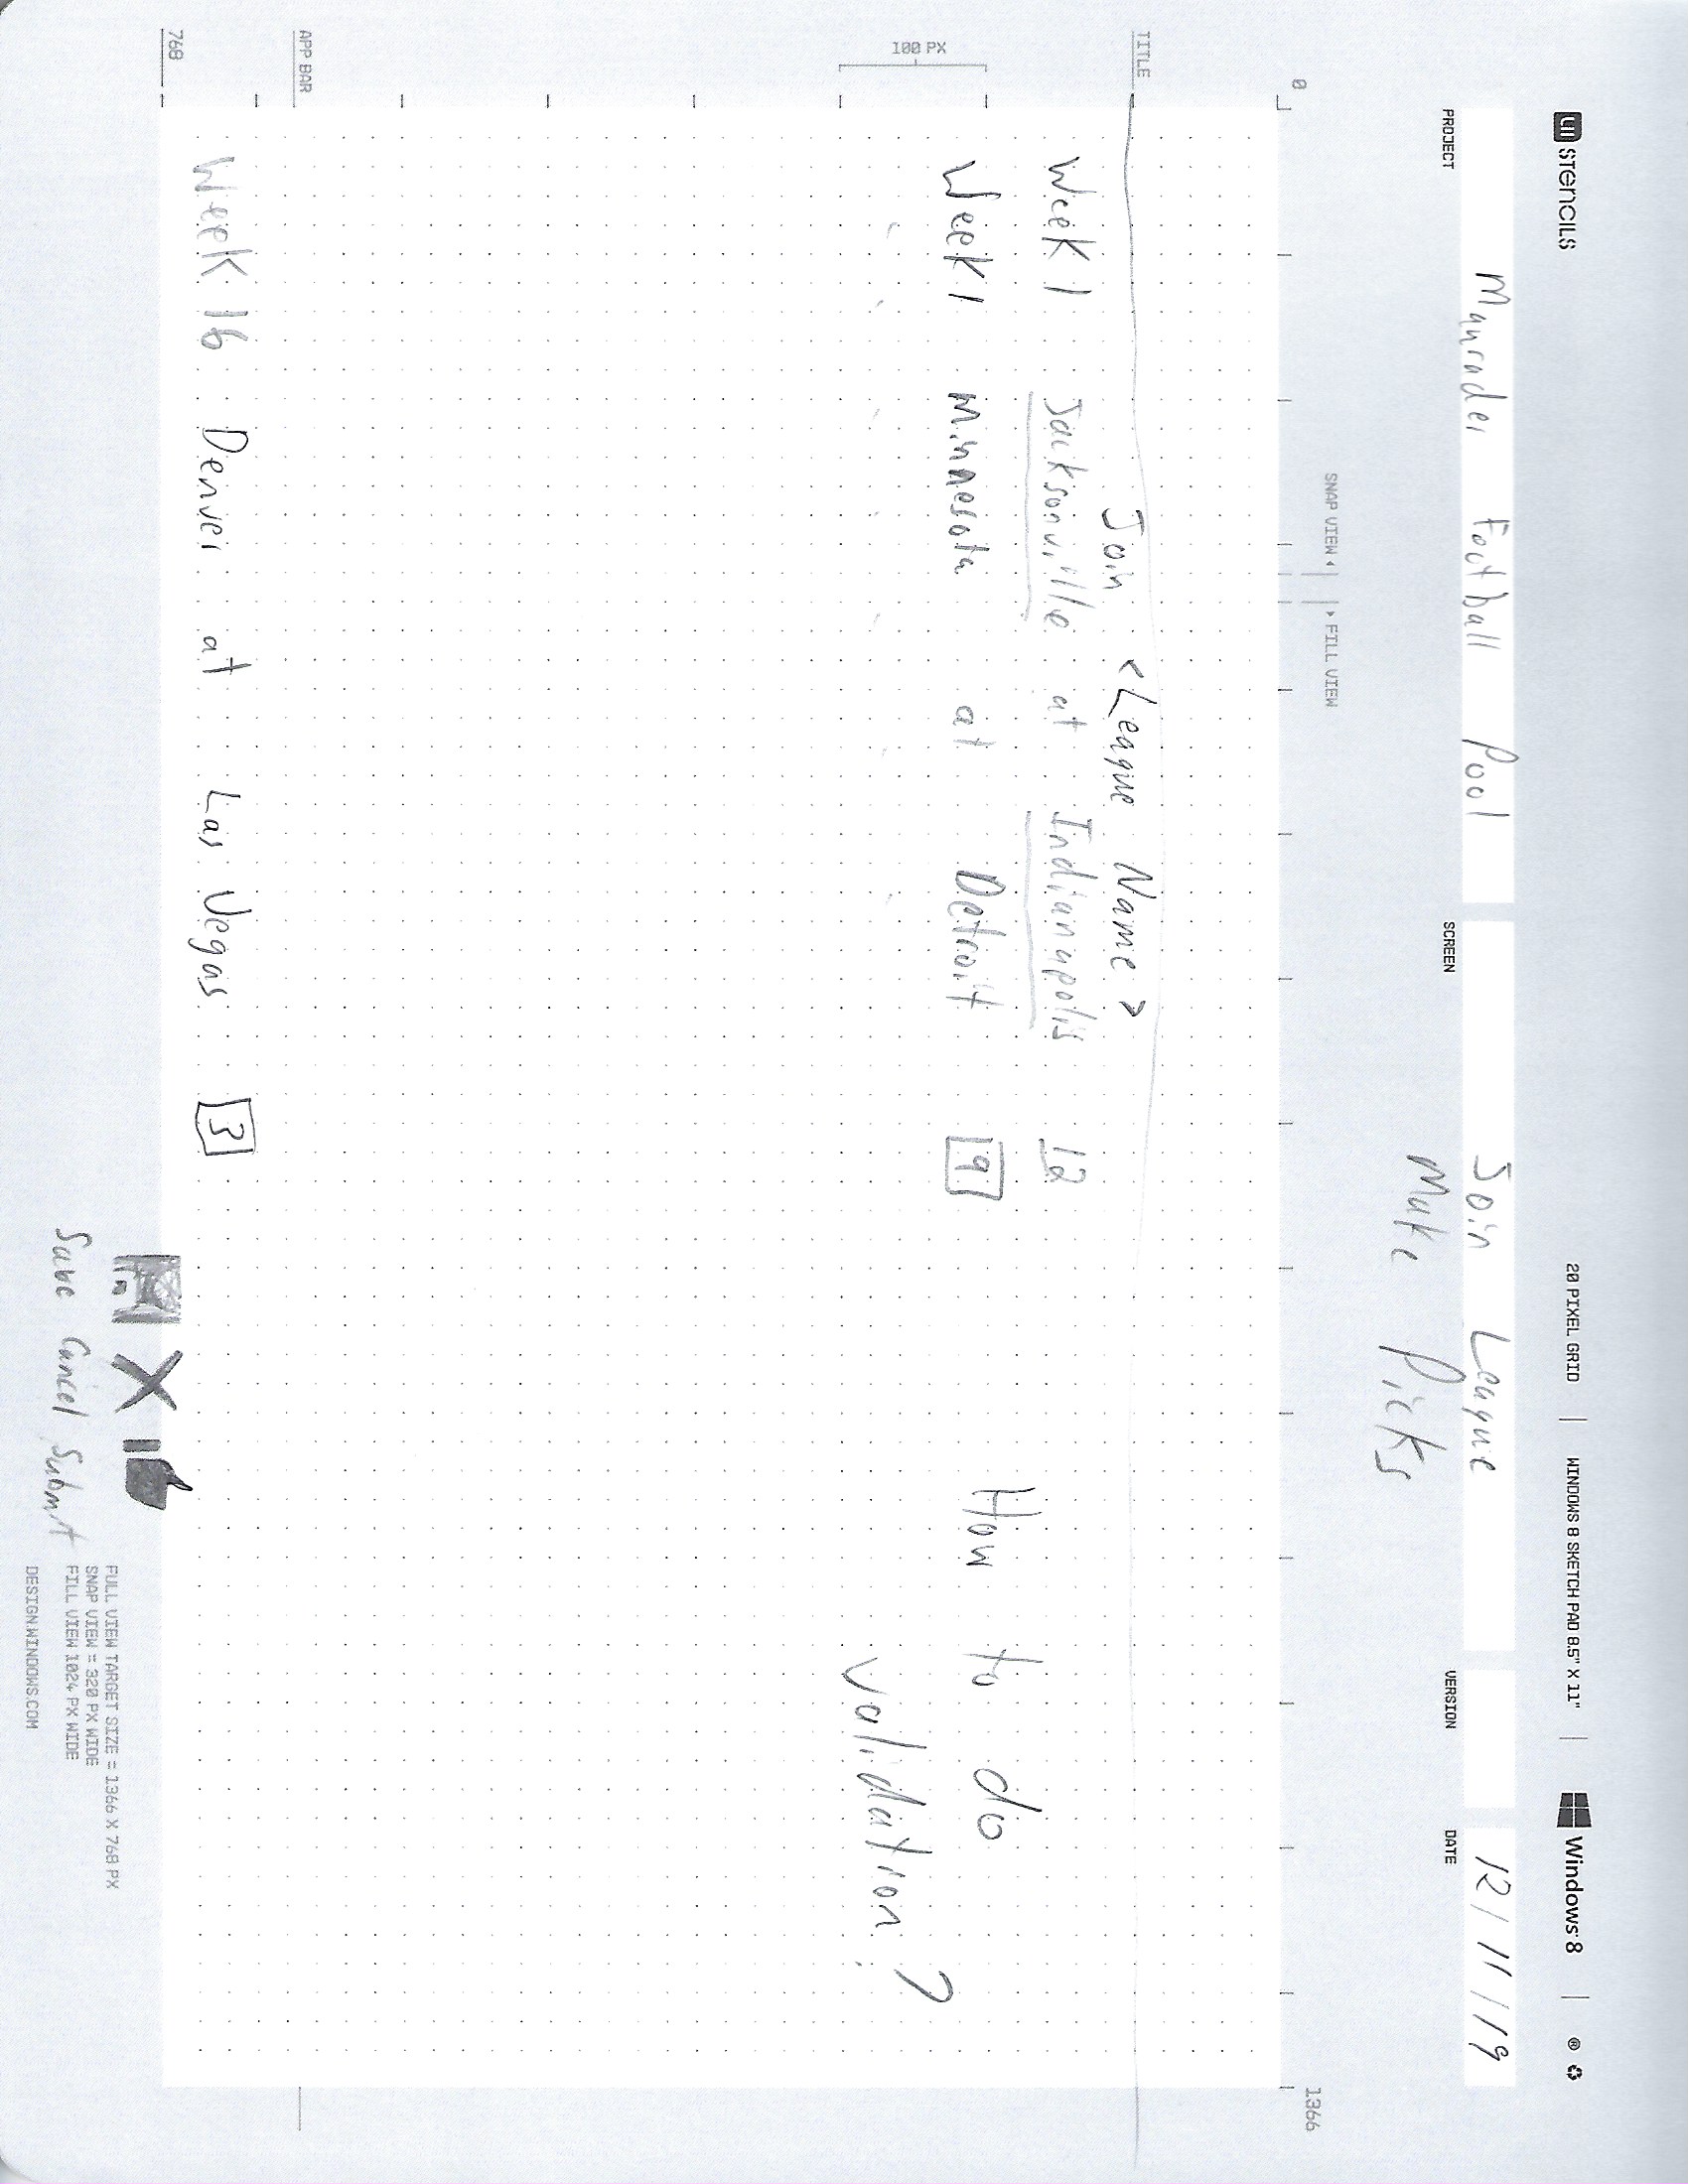 UI STENCILS
20 PIXEL GRID | WINDOWS 8 SKETCH PAD 8.5" X 11" | Windows 8 | ®
Maurader Football Pool
Join League
12/11/19
PROJECT
SCREEN
VERSION
DATE
Make Picks
SNAP VIEW
FILL VIEW
0
1366
TITLE
Join <League Name>
Week 1 Jacksonville at Indianapolis 12
Week 1 Minnesota at Detroit 9
100 PX
How to do
validation?
APP BAR
Week 16 Denver at Las Vegas 3
768
Save Cancel Submit
FULL VIEW TARGET SIZE = 1366 X 768 PX
SNAP VIEW = 320 PX WIDE
FILL VIEW 1024 PX WIDE
DESIGN.WINDOWS.COM